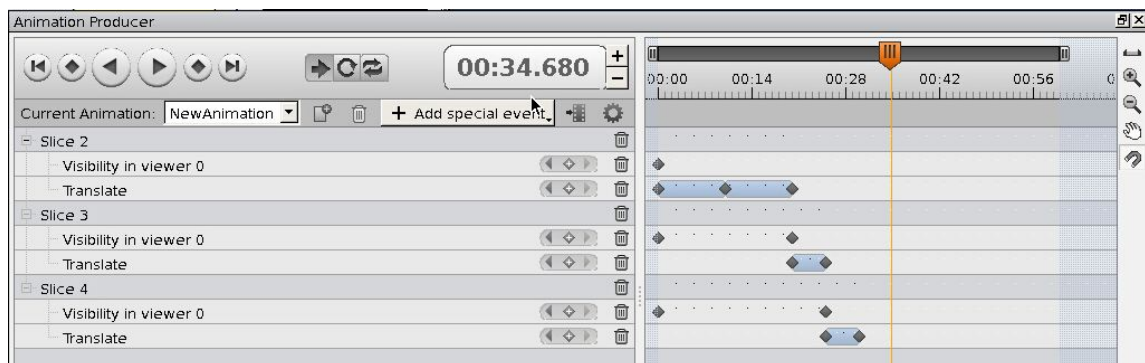 Animation Producer
00:34.680
+
−
00:00 00:14 00:28 00:42 00:56 0
Current Animation: NewAnimation + Add special event
Slice 2
Visibility in viewer 0
Translate
Slice 3
Visibility in viewer 0
Translate
Slice 4
Visibility in viewer 0
Translate